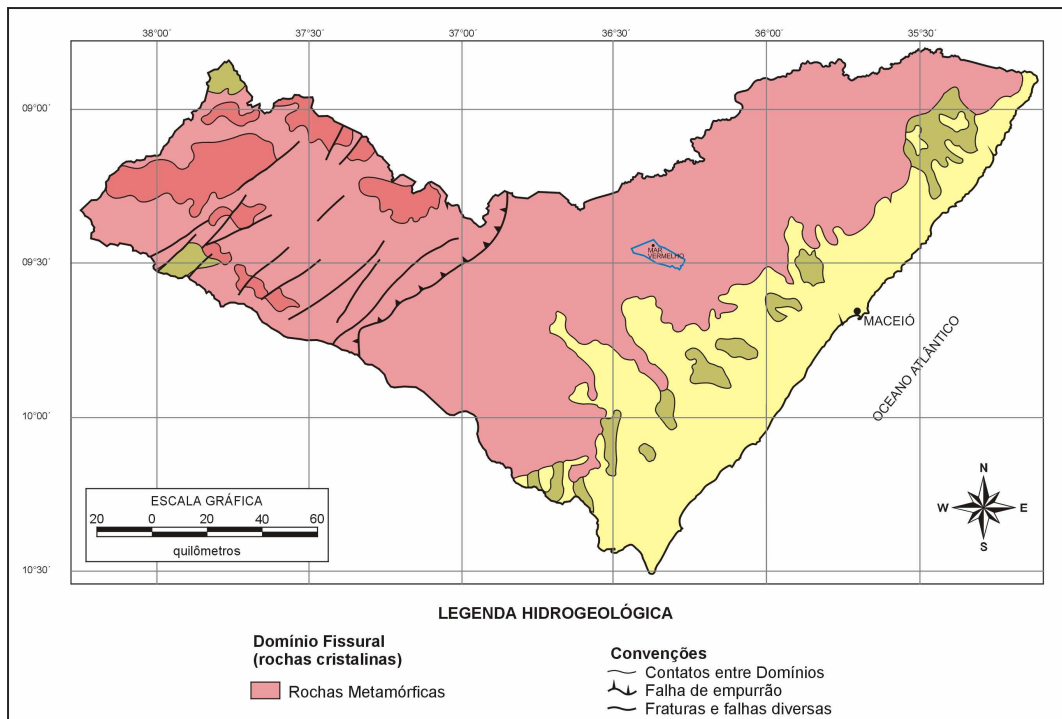 38°00' 37°30' 37°00' 36°30' 36°00' 35°30'
09°00'
09°30'
10°00'
10°30'
MAR
VERMELHO
MACEIÓ
OCEANO ATLÂNTICO
N
W E
S
ESCALA GRÁFICA
20 0 20 40 60
quilômetros
LEGENDA HIDROGEOLÓGICA
Domínio Fissural
(rochas cristalinas)
Rochas Metamórficas
Convenções
Contatos entre Domínios
Falha de empurrão
Fraturas e falhas diversas